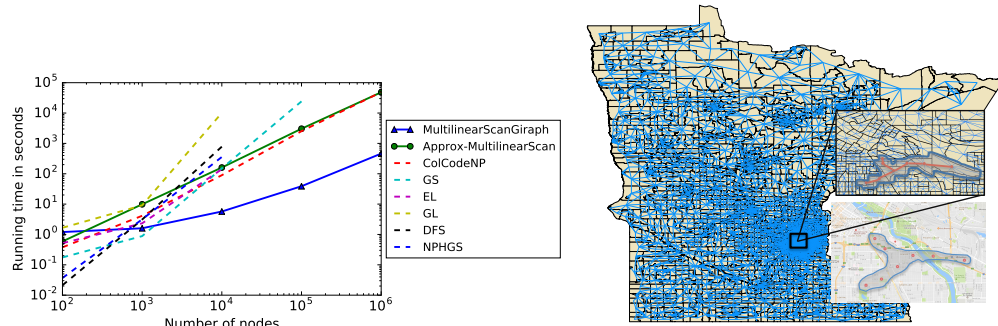 10^5
10^4
10^3
10^2
10^1
10^0
10^-1
10^-2
Running time in seconds
10^2 10^3 10^4 10^5 10^6
Number of nodes
MultilinearScanGiraph
Approx-MultilinearScan
ColCodeNP
GS
EL
GL
DFS
NPHGS